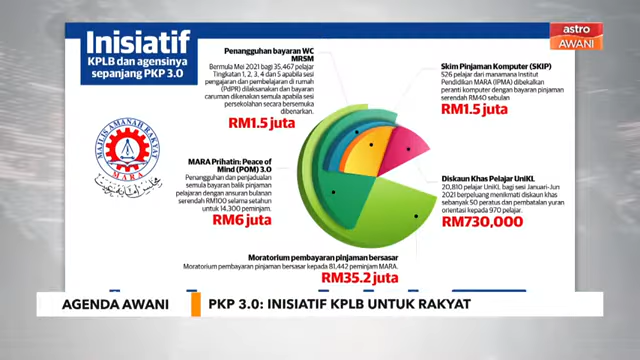 Inisiatif
KPLB dan agensinya
sepanjang PKP 3.0
MAJLIS AMANAH RAKYAT
MARA
Penangguhan bayaran WC
MRSM
Bermula Mei 2021 bagi 35,467 pelajar
Tingkatan 1, 2, 3, 4 dan 5 apabila sesi
pengajaran dan pembelajaran di rumah
(PdPR) dilaksanakan dan bayaran
caruman dikenakan semula apabila sesi
persekolahan secara bersemuka
dibenarkan.
RM1.5 juta
MARA Prihatin: Peace of
Mind (POM) 3.0
Penangguhan dan penjadualan
semula bayaran balik pinjaman
pelajaran dengan ansuran bulanan
serendah RM100 selama setahun
untuk 14,300 peminjam.
RM6 juta
Moratorium pembayaran pinjaman bersasar
Moratorium pembayaran pinjaman bersasar kepada 81,442 peminjam MARA.
RM35.2 juta
Skim Pinjaman Komputer (SKIP)
526 pelajar dari manamana Institut
Pendidikan MARA (IPMA) dibekalkan
peranti komputer dengan bayaran pinjaman
serendah RM40 sebulan
RM1.5 juta
Diskaun Khas Pelajar UniKL
20,810 pelajar UniKL bagi sesi Januari-Jun
2021 berpeluang menikmati diskaun khas
sebanyak 50 peratus dan pembatalan yuran
orientasi kepada 970 pelajar.
RM730,000
astro
AWANI
AGENDA AWANI
PKP 3.0: INISIATIF KPLB UNTUK RAKYAT